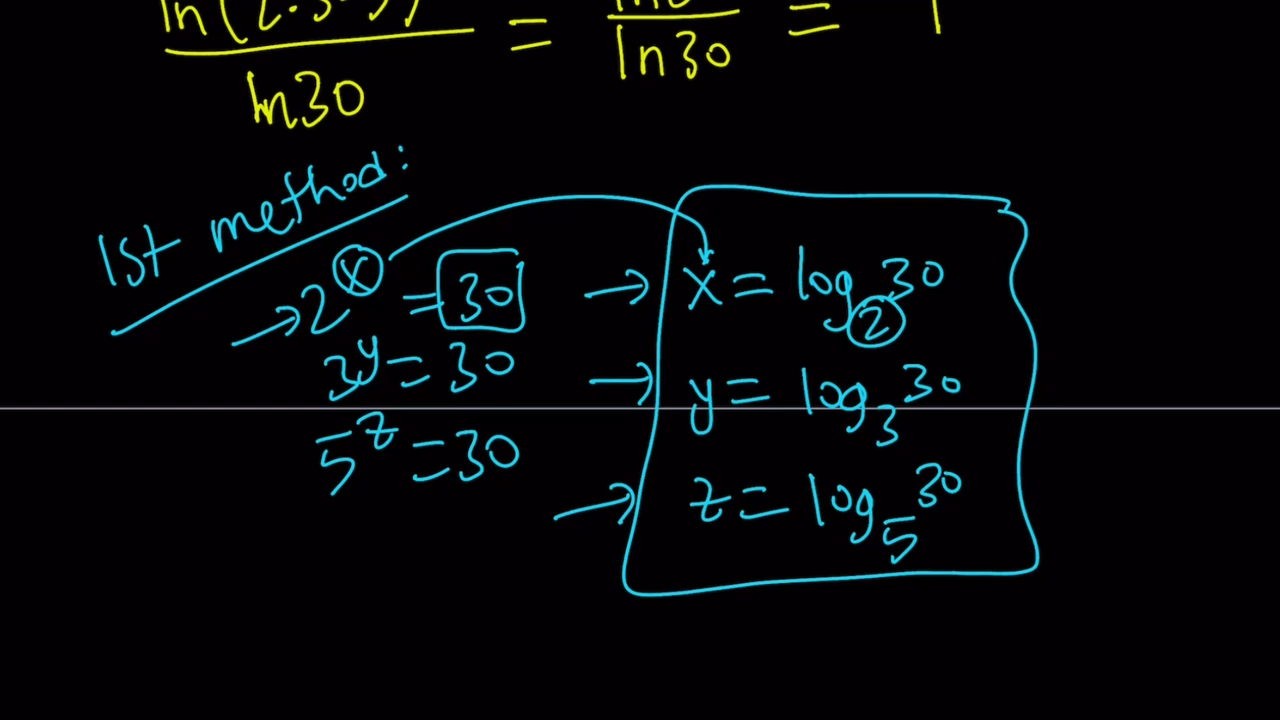 ln(2·3·5) / ln30 = ln30 / ln30 = 1
1st method:
2^x = 30 → x = log_2 30
3^y = 30 → y = log_3 30
5^z = 30 → z = log_5 30